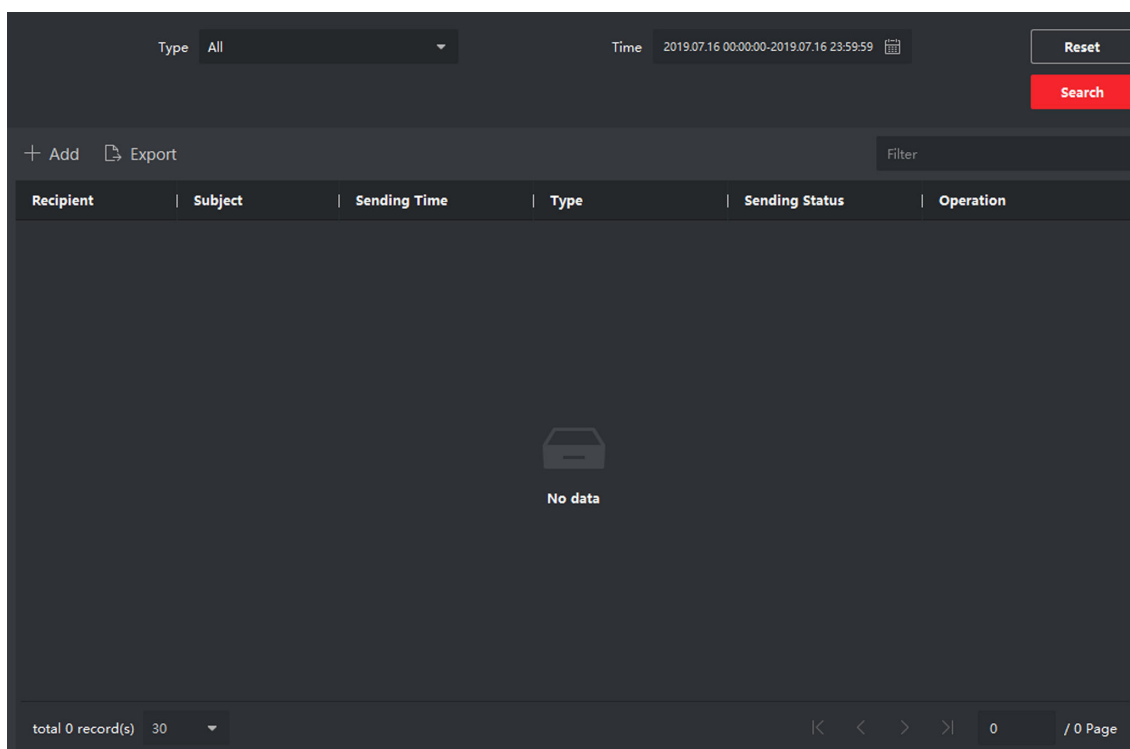 Type All Time 2019.07.16 00:00:00-2019.07.16 23:59:59 Reset
Search
Add Export Filter
Recipient Subject Sending Time Type Sending Status Operation
No data
total 0 record(s) 30 0 / 0 Page